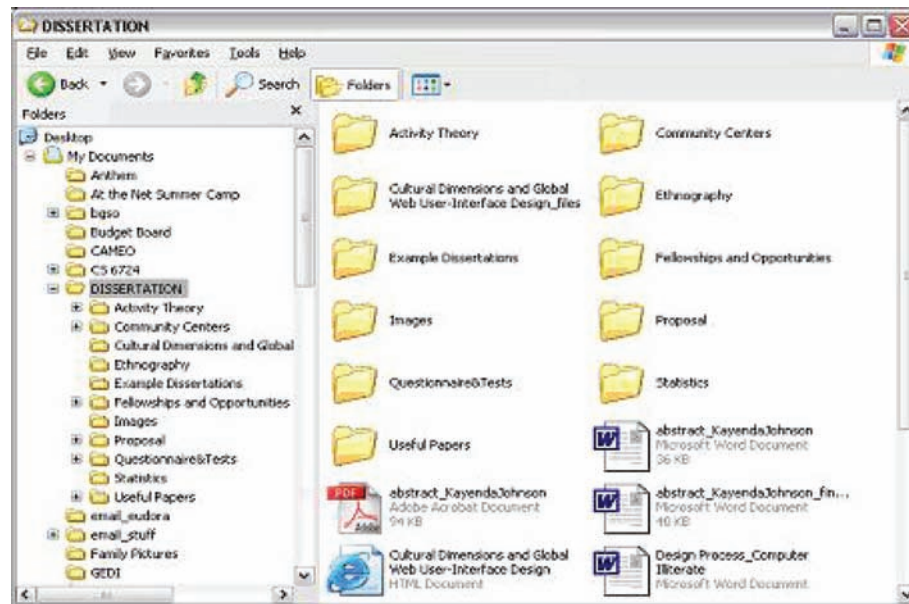 DISSERTATION
File Edit View Favorites Tools Help
Back Search Folders
Folders
Desktop
My Documents
Anthem
At the Net Summer Camp
bgso
Budget Board
CAMEO
CS 6724
DISSERTATION
Activity Theory
Community Centers
Cultural Dimensions and Global
Ethnography
Example Dissertations
Fellowships and Opportunities
Images
Proposal
Questionnaire&Tests
Statistics
Useful Papers
email_eudora
email_stuff
Family Pictures
GEDI
Activity Theory
Community Centers
Cultural Dimensions and Global
Web User-Interface Design_files
Ethnography
Example Dissertations
Fellowships and Opportunities
Images
Proposal
Questionnaire&Tests
Statistics
Useful Papers
abstract_KayendaJohnson
Microsoft Word Document
36 KB
PDF
Adobe
abstract_KayendaJohnson
Adobe Acrobat Document
94 KB
abstract_KayendaJohnson_fin...
Microsoft Word Document
40 KB
Cultural Dimensions and Global
Web User-Interface Design
HTML Document
Design Process_Computer
Illiterate
Microsoft Word Document